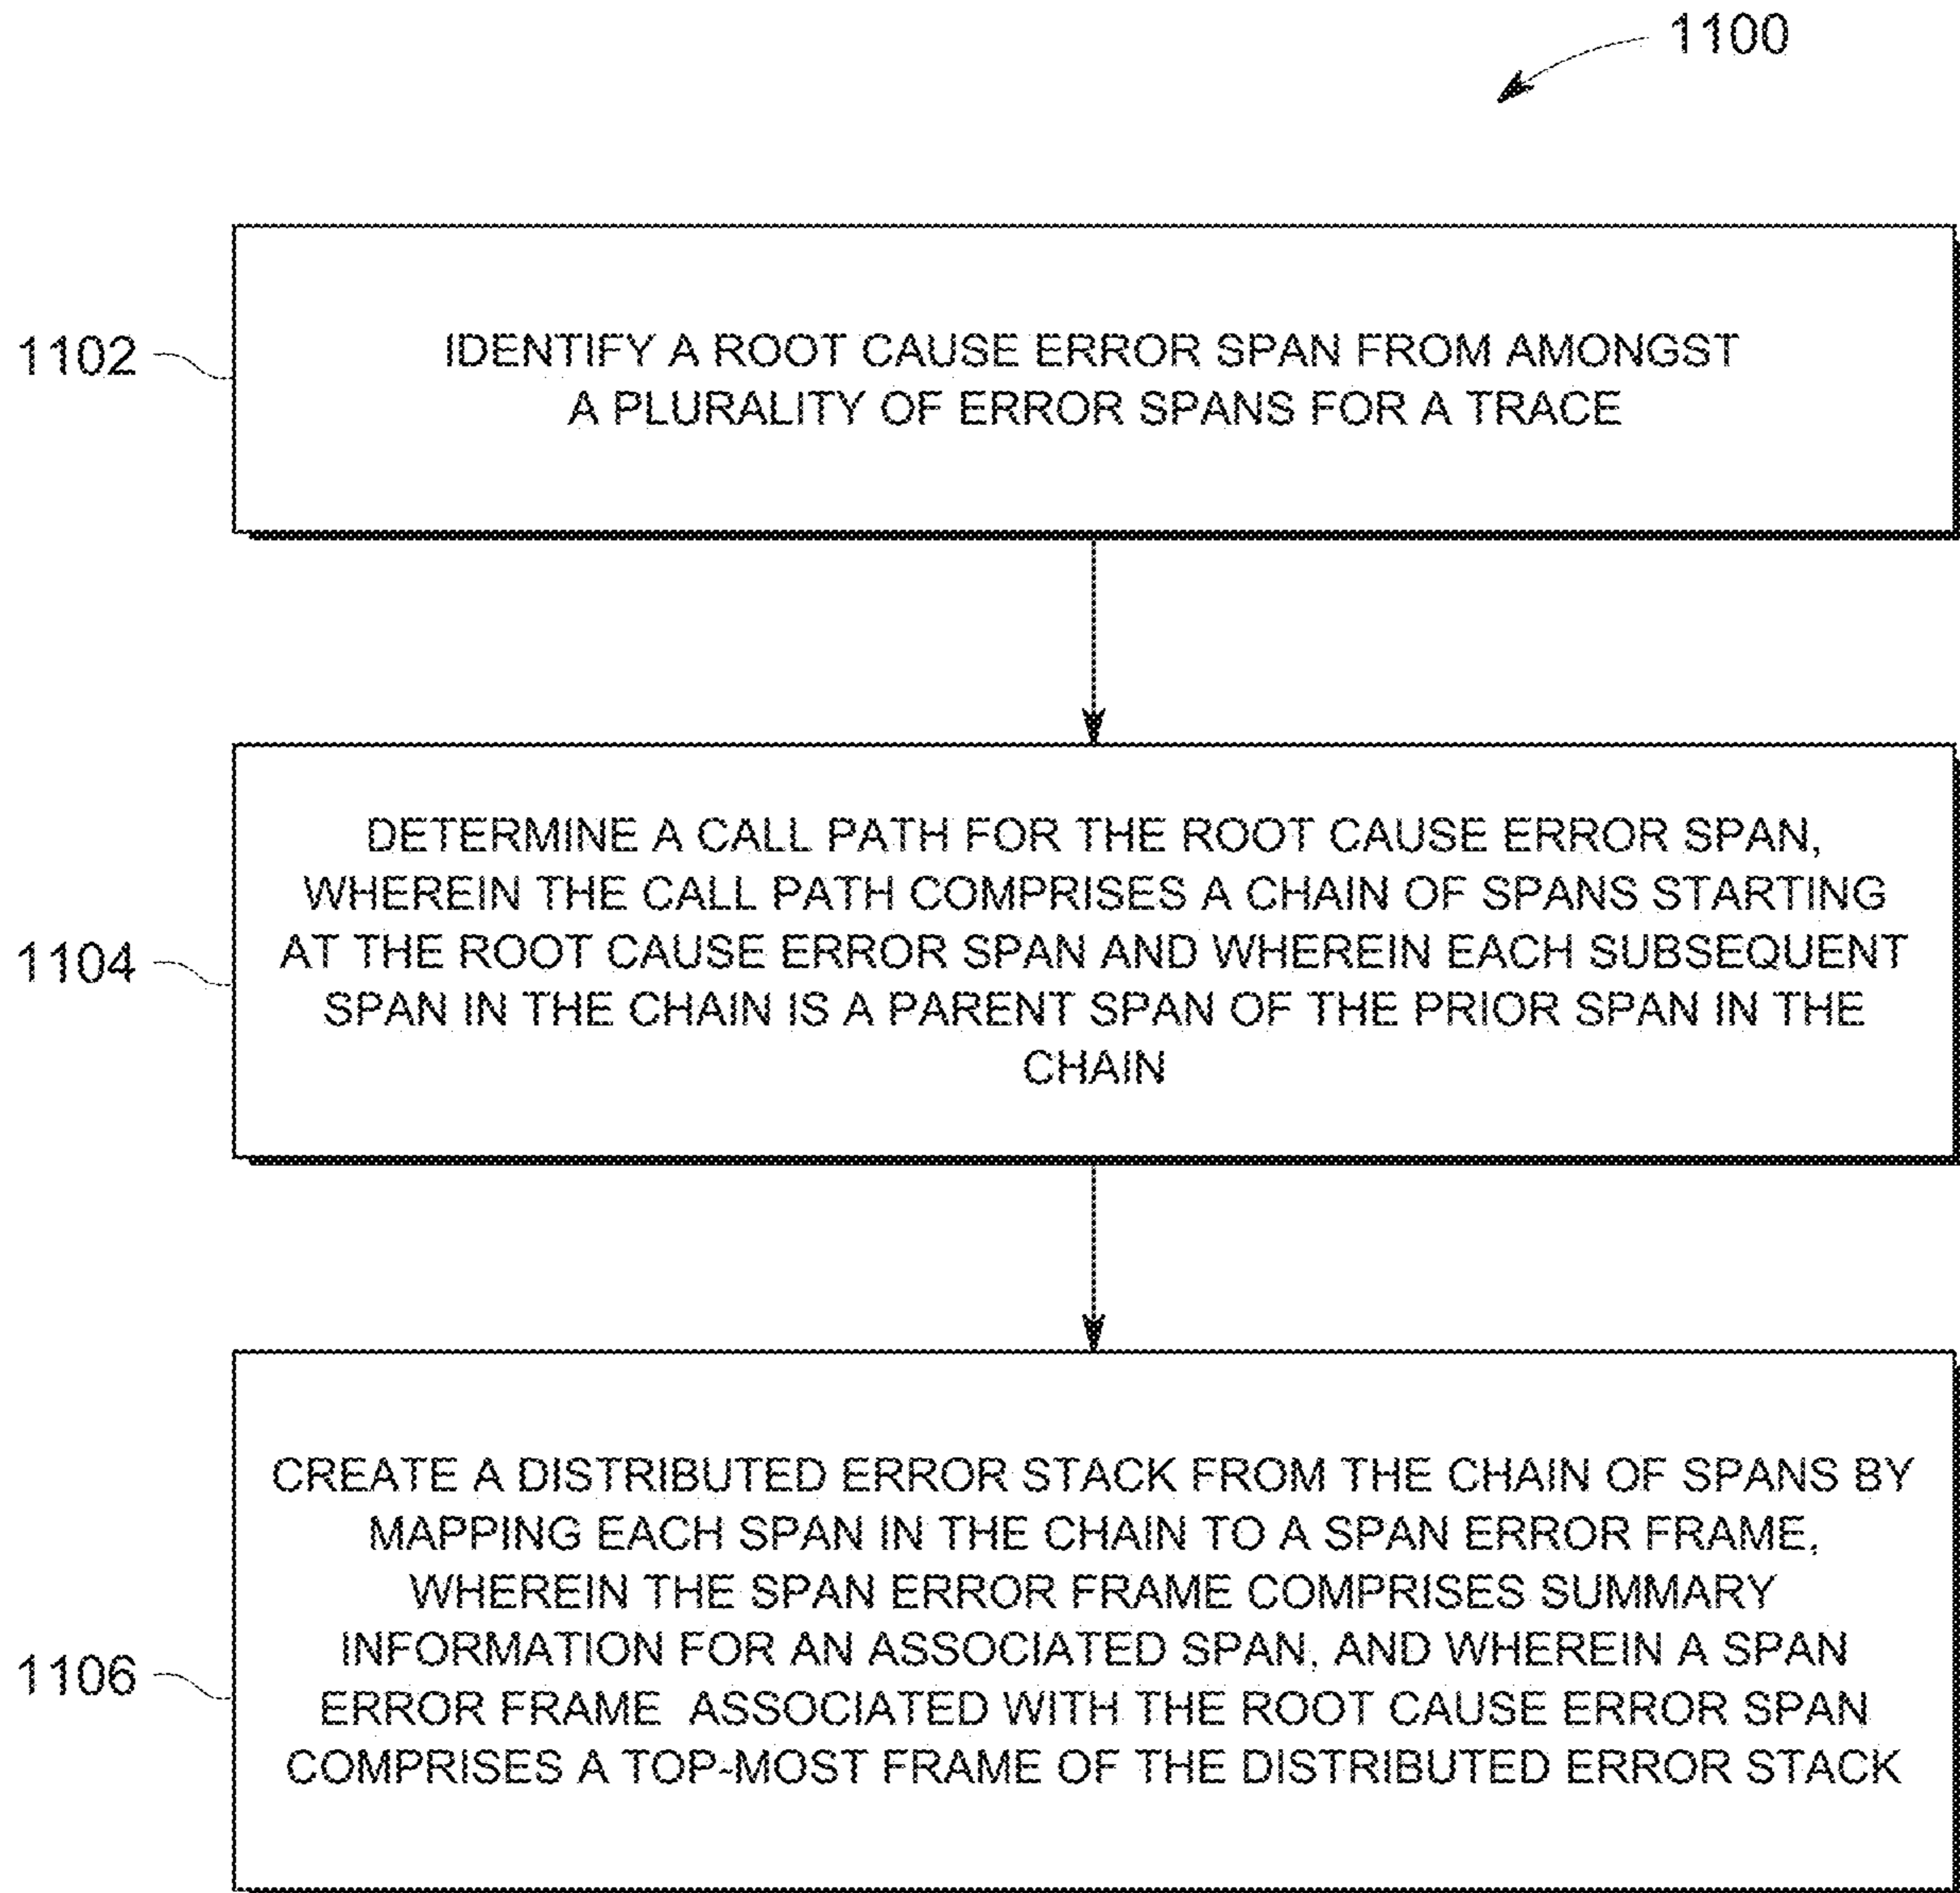 1100
1102
IDENTIFY A ROOT CAUSE ERROR SPAN FROM AMONGST
A PLURALITY OF ERROR SPANS FOR A TRACE
DETERMINE A CALL PATH FOR THE ROOT CAUSE ERROR SPAN,
WHEREIN THE CALL PATH COMPRISES A CHAIN OF SPANS STARTING
1104
AT THE ROOT CAUSE ERROR SPAN AND WHEREIN EACH SUBSEQUENT
SPAN IN THE CHAIN IS A PARENT SPAN OF THE PRIOR SPAN IN THE
CHAIN
CREATE A DISTRIBUTED ERROR STACK FROM THE CHAIN OF SPANS BY
MAPPING EACH SPAN IN THE CHAIN TO A SPAN ERROR FRAME,
WHEREIN THE SPAN ERROR FRAME COMPRISES SUMMARY
INFORMATION FOR AN ASSOCIATED SPAN, AND WHEREIN A SPAN
1106
ERROR FRAME ASSOCIATED WITH THE ROOT CAUSE ERROR SPAN
COMPRISES A TOP-MOST FRAME OF THE DISTRIBUTED ERROR STACK